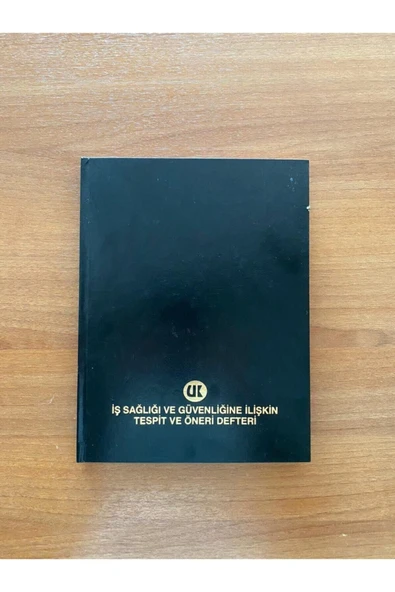 UK
İŞ SAĞLIĞI VE GÜVENLİĞİNE İLİŞKİN
TESPİT VE ÖNERİ DEFTERİ